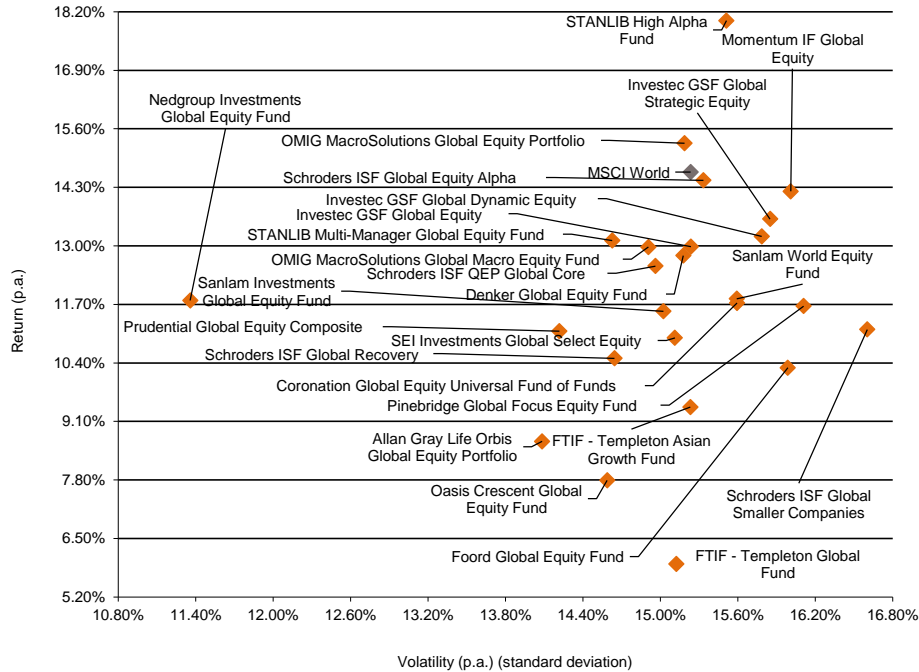 18.20%
STANLIB High Alpha
Fund
Momentum IF Global
Equity
16.90%
Investec GSF Global
Strategic Equity
Nedgroup Investments
Global Equity Fund
15.60%
OMIG MacroSolutions Global Equity Portfolio
MSCI World
Schroders ISF Global Equity Alpha
14.30%
Investec GSF Global Dynamic Equity
Investec GSF Global Equity
STANLIB Multi-Manager Global Equity Fund
13.00%
OMIG MacroSolutions Global Macro Equity Fund
Sanlam World Equity
Fund
Schroders ISF QEP Global Core
Sanlam Investments
Global Equity Fund
Denker Global Equity Fund
11.70%
Prudential Global Equity Composite
SEI Investments Global Select Equity
Schroders ISF Global Recovery
10.40%
Coronation Global Equity Universal Fund of Funds
Pinebridge Global Focus Equity Fund
9.10%
Allan Gray Life Orbis
Global Equity Portfolio
FTIF - Templeton Asian
Growth Fund
7.80%
Oasis Crescent Global
Equity Fund
Schroders ISF Global
Smaller Companies
6.50%
Foord Global Equity Fund
FTIF - Templeton Global
Fund
5.20%
Return (p.a.)
10.80% 11.40% 12.00% 12.60% 13.20% 13.80% 14.40% 15.00% 15.60% 16.20% 16.80%
Volatility (p.a.) (standard deviation)